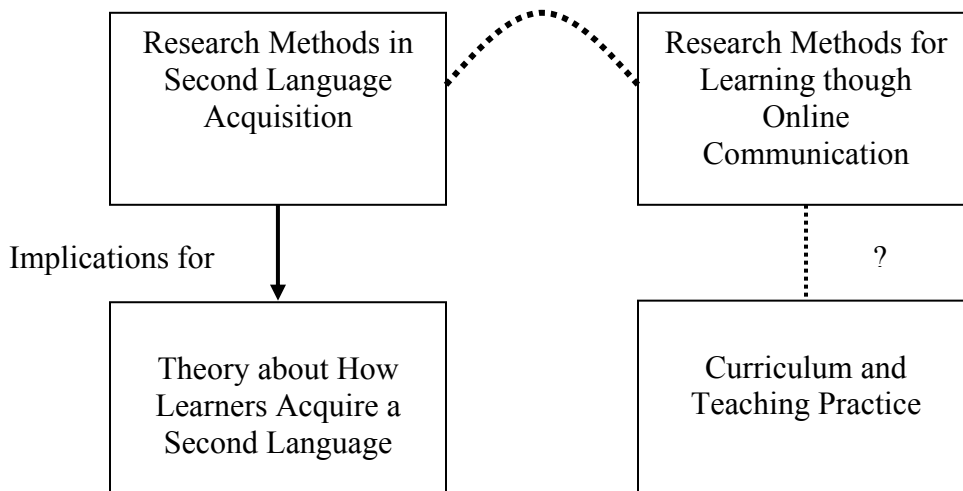 Research Methods in
Second Language
Acquisition
Research Methods for
Learning though
Online
Communication
Implications for
?
Theory about How
Learners Acquire a
Second Language
Curriculum and
Teaching Practice